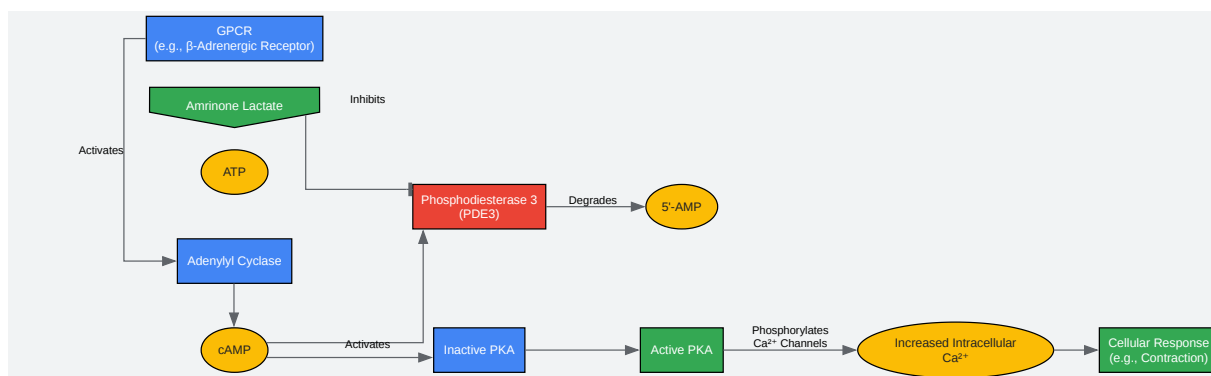 GPCR
(e.g., β-Adrenergic Receptor)
Amrinone Lactate
Inhibits
Activates
ATP
Phosphodiesterase 3
(PDE3)
Degrades
5'-AMP
Adenylyl Cyclase
cAMP
Activates
Inactive PKA
Active PKA
Phosphorylates
Ca²⁺ Channels
Increased Intracellular
Ca²⁺
Cellular Response
(e.g., Contraction)